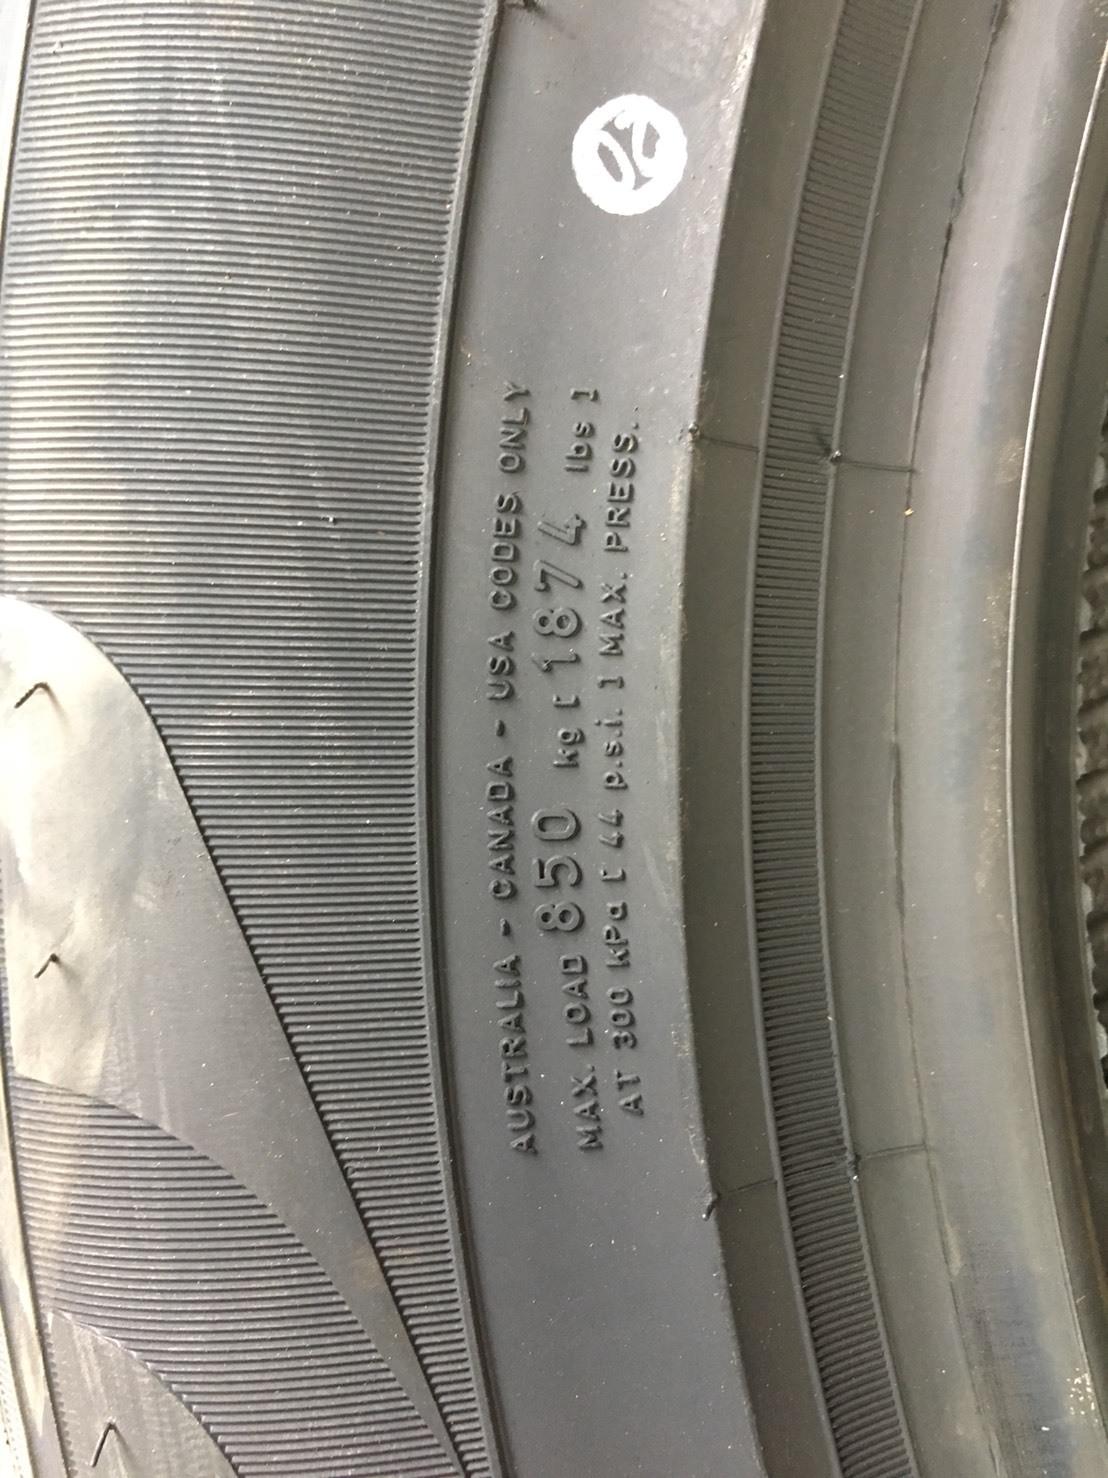 AUSTRALIA - CANADA - USA CODES ONLY
MAX. LOAD 850 kg [ 1874 lbs ]
AT 300 kPa [ 44 p.s.i. ] MAX. PRESS.
20